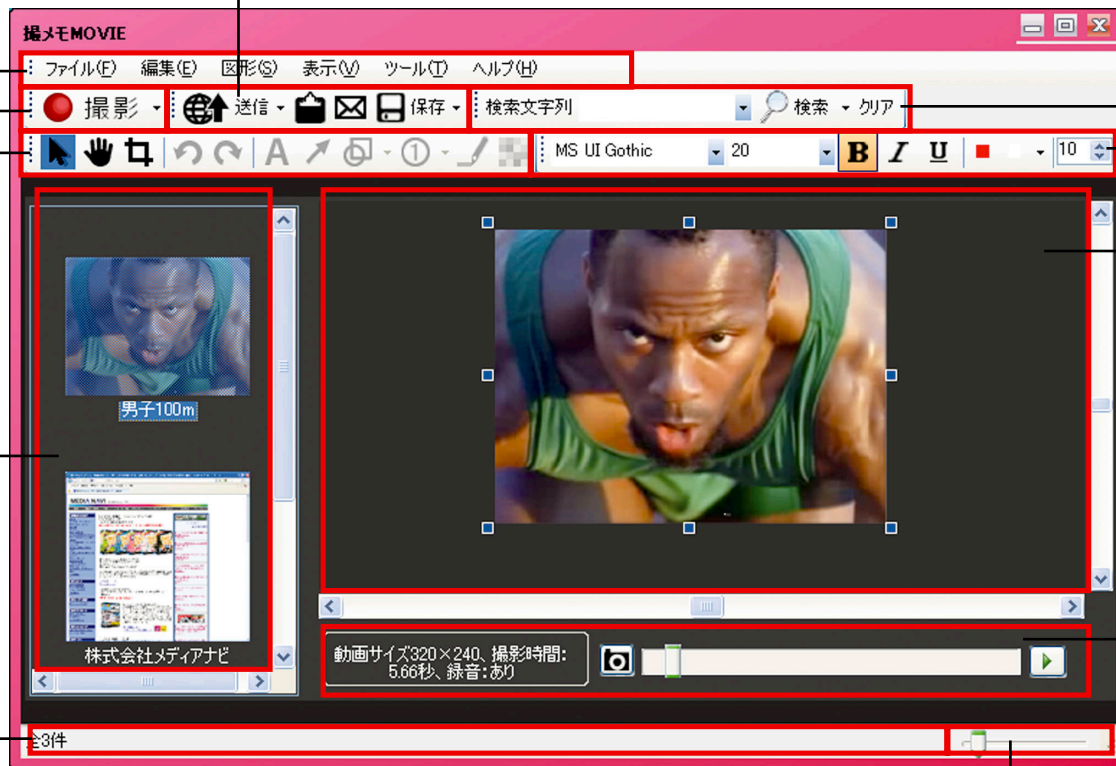 撮メモMOVIE
ファイル(F) 編集(E) 図形(S) 表示(V) ツール(T) ヘルプ(H)
撮影 送信 保存 検索文字列 検索 クリア
A 1 MS UI Gothic 20 B I U 10
男子100m
MEDIA NAVI
株式会社メディアナビ
動画サイズ320×240、撮影時間:
5.66秒、録音:あり
全3件